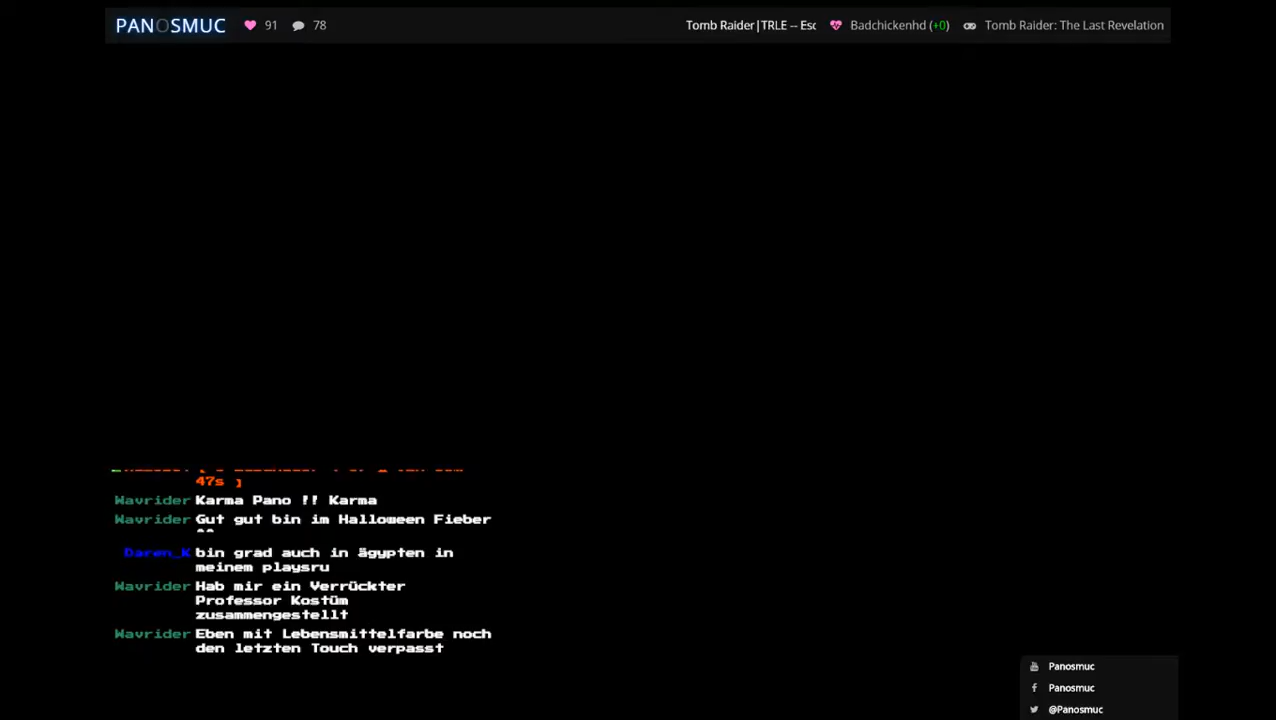 PANOSMUC 91 78 Tomb Raider|TRLE -- Esc Badchickenhd (+0) Tomb Raider: The Last Revelation
47s ]
Wavrider Karma Pano !! Karma
Wavrider Gut gut bin im Halloween Fieber
^^
Daren_K bin grad auch in ägypten in
meinem playsru
Wavrider Hab mir ein Verrückter
Professor Kostüm
zusammengestellt
Wavrider Eben mit Lebensmittelfarbe noch
den letzten Touch verpasst
Panosmuc
Panosmuc
@Panosmuc